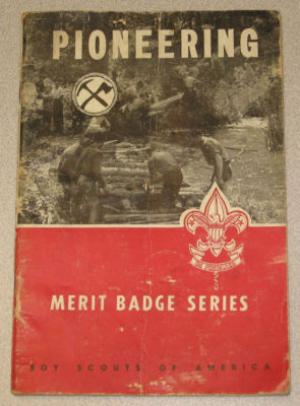 PIONEERING
MERIT BADGE SERIES
BOY SCOUTS OF AMERICA